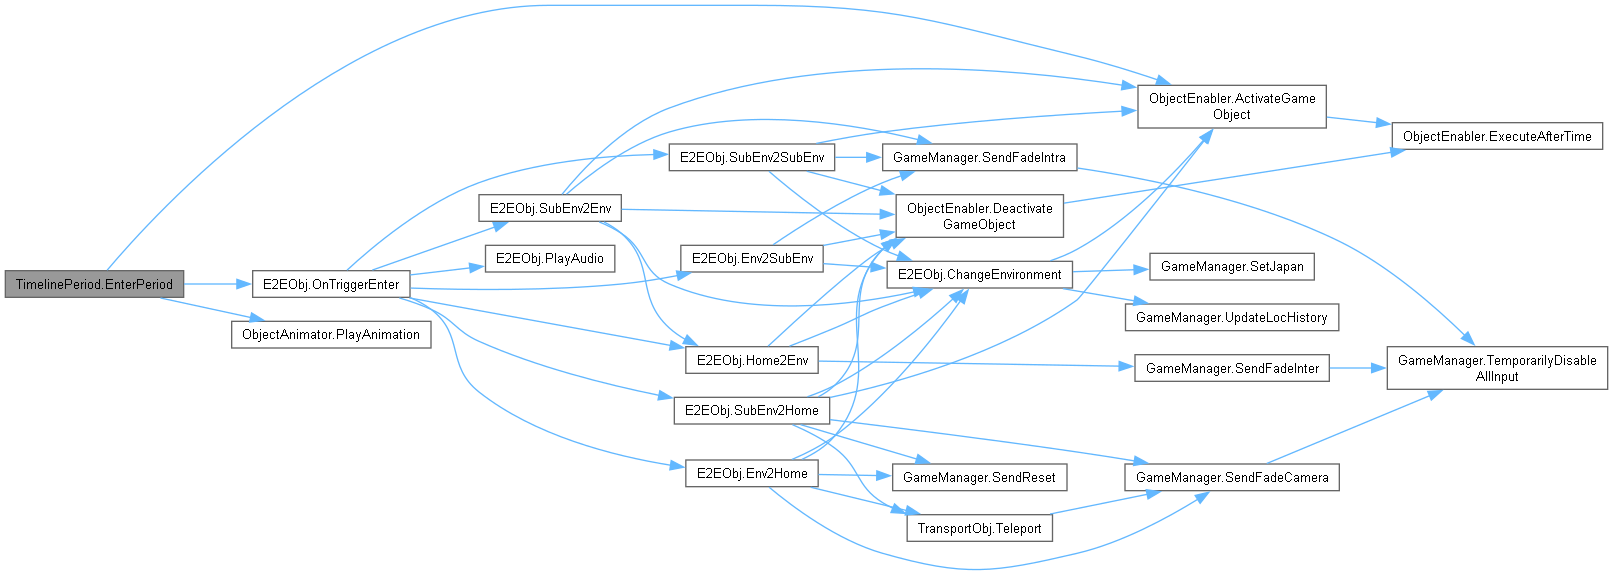 TimelinePeriod.EnterPeriod
E2EObj.OnTriggerEnter
ObjectAnimator.PlayAnimation
E2EObj.SubEnv2Env
E2EObj.PlayAudio
E2EObj.SubEnv2SubEnv
E2EObj.Env2SubEnv
E2EObj.Home2Env
E2EObj.SubEnv2Home
E2EObj.Env2Home
GameManager.SendFadeIntra
ObjectEnabler.Deactivate
GameObject
E2EObj.ChangeEnvironment
GameManager.SendReset
TransportObj.Teleport
ObjectEnabler.ActivateGame
Object
GameManager.SetJapan
GameManager.UpdateLocHistory
GameManager.SendFadeInter
GameManager.SendFadeCamera
ObjectEnabler.ExecuteAfterTime
GameManager.TemporarilyDisable
AllInput